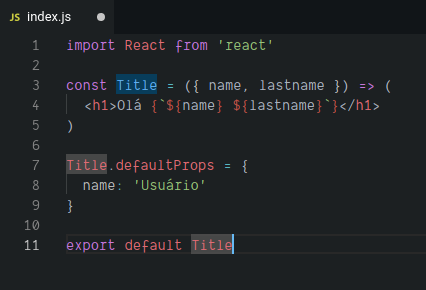 JS index.js
1 import React from 'react'
2
3 const Title = ({ name, lastname }) => (
4 <h1>Olá {`${name} ${lastname}`}</h1>
5 )
6
7 Title.defaultProps = {
8 name: 'Usuário'
9 }
10
11 export default Title